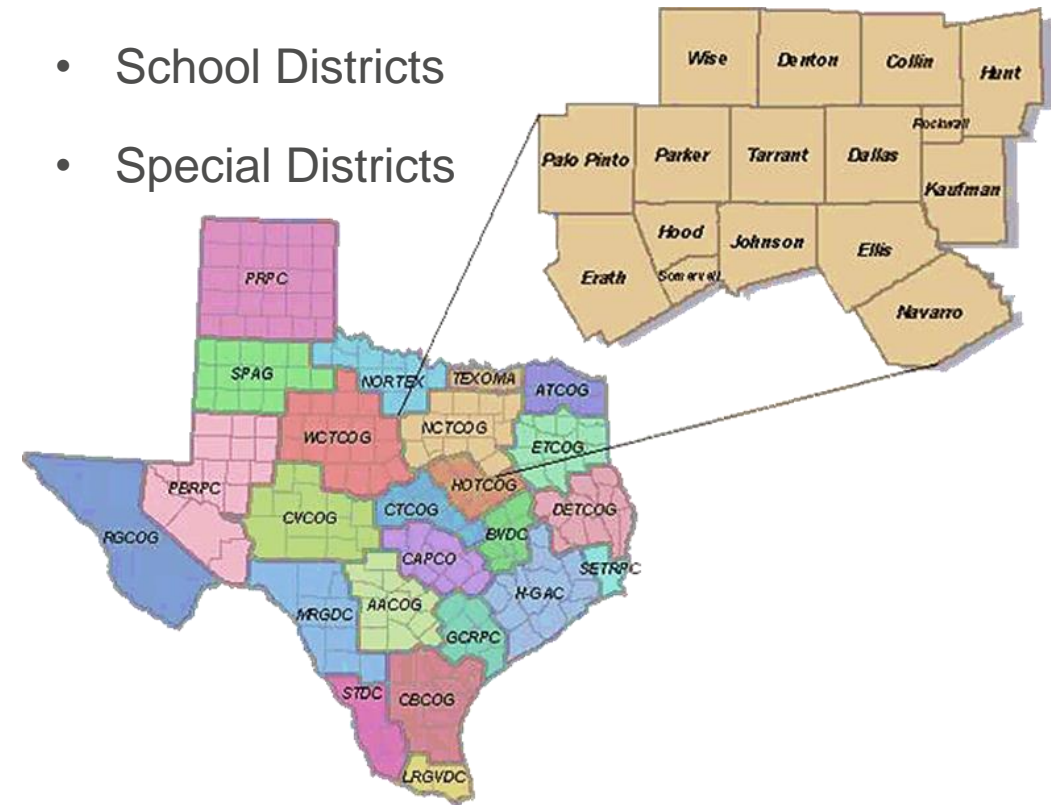 • School Districts
• Special Districts
Wise Denton Collin Hunt
Rockwall
Palo Pinto Parker Tarrant Dallas
Kaufman
Hood Johnson Ellis
Erath Somervell
Navarro
PRPC
SPAG NORTEX TEXOMA ATCOG
WCTCOG NCTCOG
ETCOG
PBRPC HOTCOG
RGCOG CVCOG CTCOG BVDC DETCOG
CAPCO SETRPC
MRGDC AACOG H-GAC
GCRPC
STDC CBCOG
LRGVDC